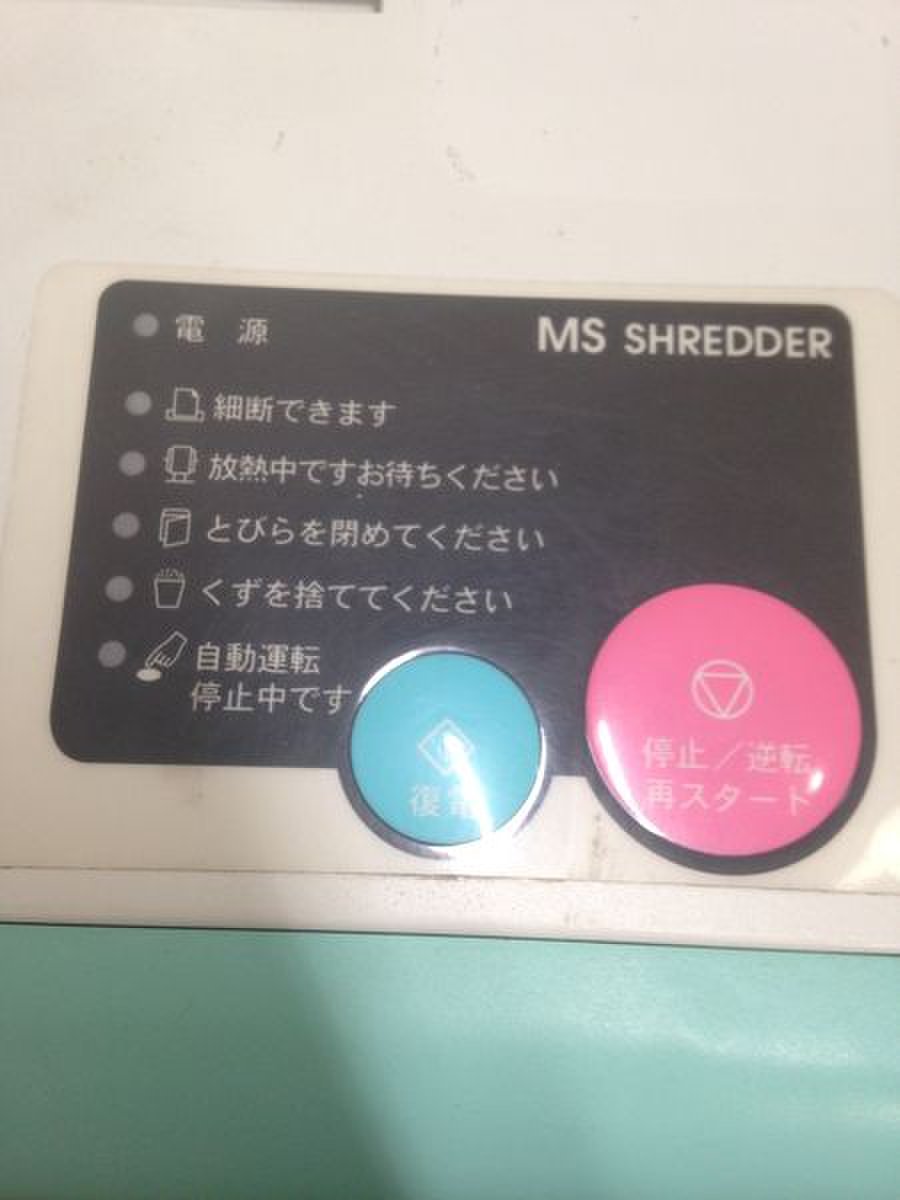 電 源
MS SHREDDER
細断できます
放熱中ですお待ちください
とびらを閉めてください
くずを捨ててください
自動運転
停止中です
復帰
停止／逆転
再スタート